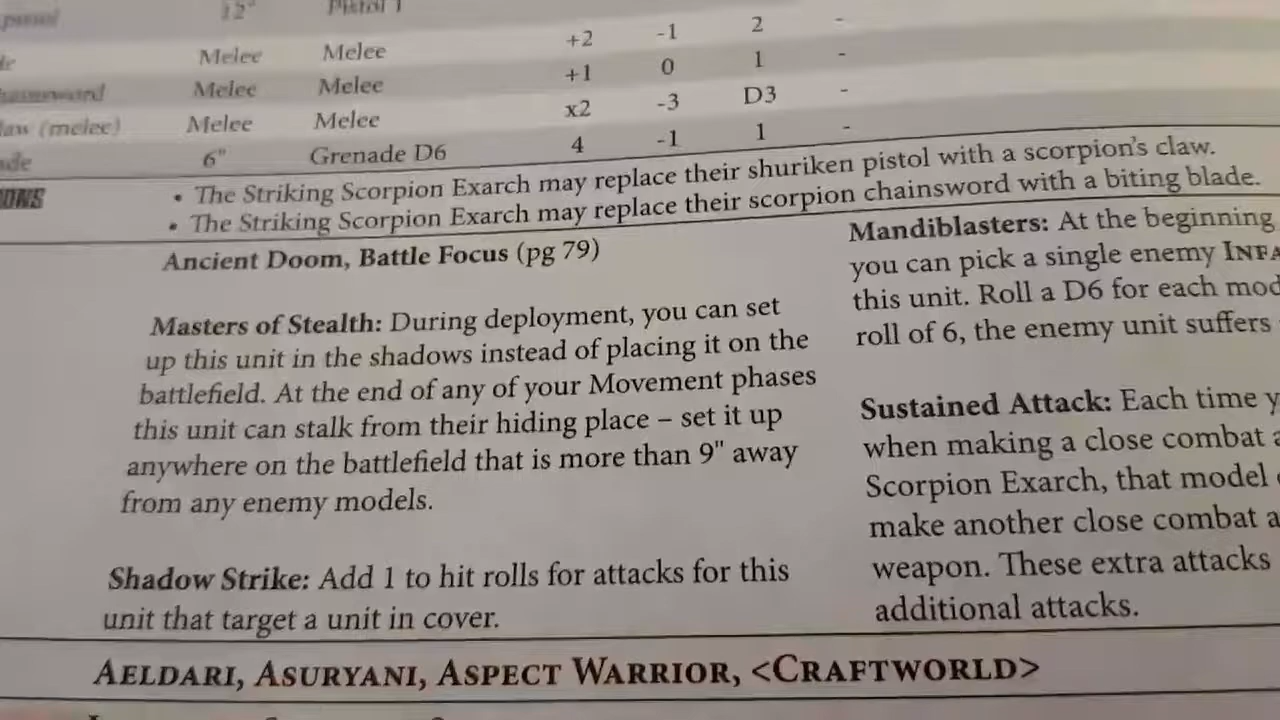 pistol 12" Pistol 1
Melee Melee +2 -1 2 -
Melee Melee +1 0 1 -
law (melee) Melee Melee x2 -3 D3 -
ade 6" Grenade D6 4 -1 1 -
ONS
• The Striking Scorpion Exarch may replace their shuriken pistol with a scorpion's claw.
• The Striking Scorpion Exarch may replace their scorpion chainsword with a biting blade.
Ancient Doom, Battle Focus (pg 79)
Masters of Stealth: During deployment, you can set
up this unit in the shadows instead of placing it on the
battlefield. At the end of any of your Movement phases
this unit can stalk from their hiding place – set it up
anywhere on the battlefield that is more than 9" away
from any enemy models.
Shadow Strike: Add 1 to hit rolls for attacks for this
unit that target a unit in cover.
Mandiblasters: At the beginning
you can pick a single enemy INFA
this unit. Roll a D6 for each mod
roll of 6, the enemy unit suffers
Sustained Attack: Each time y
when making a close combat a
Scorpion Exarch, that model
make another close combat a
weapon. These extra attacks
additional attacks.
AELDARI, ASURYANI, ASPECT WARRIOR, <CRAFTWORLD>